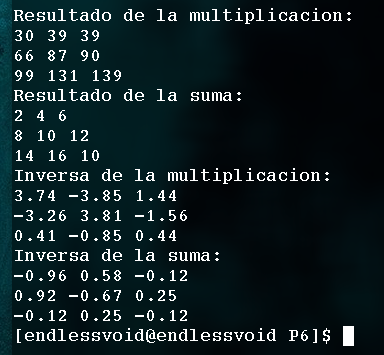 Resultado de la multiplicacion:
30 39 39
66 87 90
99 131 139
Resultado de la suma:
2 4 6
8 10 12
14 16 10
Inversa de la multiplicacion:
3.74 -3.85 1.44
-3.26 3.81 -1.56
0.41 -0.85 0.44
Inversa de la suma:
-0.96 0.58 -0.12
0.92 -0.67 0.25
-0.12 0.25 -0.12
[endlessvoid@endlessvoid P6]$